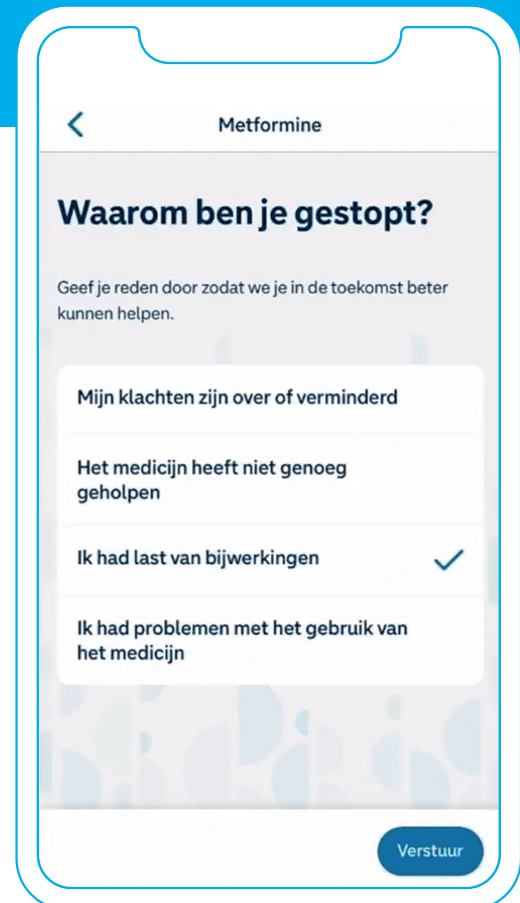 Metformine
Waarom ben je gestopt?
Geef je reden door zodat we je in de toekomst beter
kunnen helpen.
Mijn klachten zijn over of verminderd
Het medicijn heeft niet genoeg
geholpen
Ik had last van bijwerkingen
Ik had problemen met het gebruik van
het medicijn
Verstuur